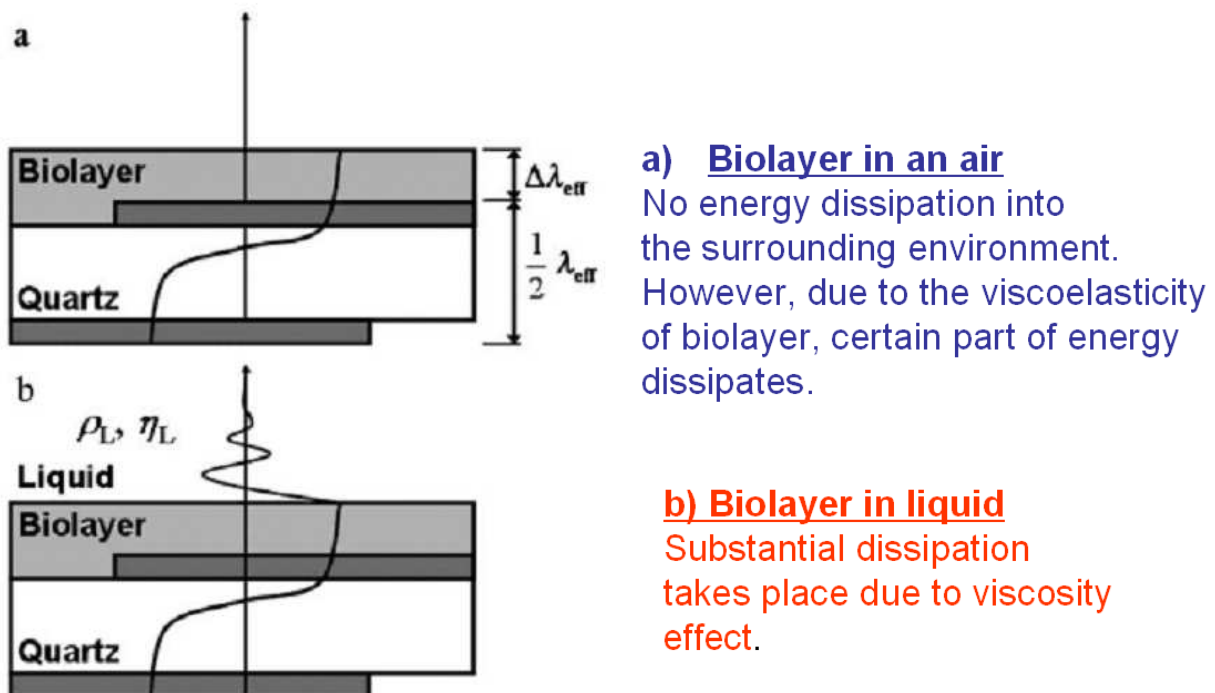 a
Biolayer
Δλeff
1/2 λeff
Quartz
b
ρL, ηL
Liquid
Biolayer
Quartz
a) Biolayer in an air
No energy dissipation into
the surrounding environment.
However, due to the viscoelasticity
of biolayer, certain part of energy
dissipates.
b) Biolayer in liquid
Substantial dissipation
takes place due to viscosity
effect.